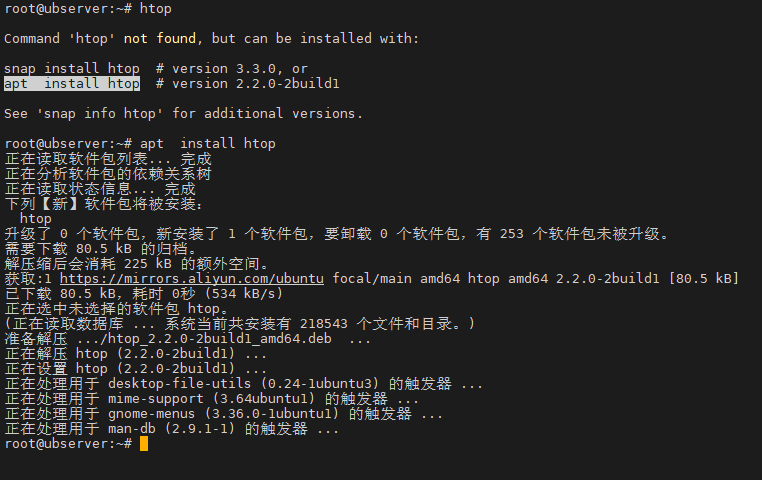 root@ubserver:~# htop
Command 'htop' not found, but can be installed with:
snap install htop  # version 3.3.0, or
apt  install htop  # version 2.2.0-2build1
See 'snap info htop' for additional versions.
root@ubserver:~# apt  install htop
正在读取软件包列表... 完成
正在分析软件包的依赖关系树
正在读取状态信息... 完成
下列【新】软件包将被安装：
  htop
升级了 0 个软件包，新安装了 1 个软件包，要卸载 0 个软件包，有 253 个软件包未被升级。
需要下载 80.5 kB 的归档。
解压缩后会消耗 225 kB 的额外空间。
获取:1 https://mirrors.aliyun.com/ubuntu focal/main amd64 htop amd64 2.2.0-2build1 [80.5 kB]
已下载 80.5 kB，耗时 0秒 (534 kB/s)
正在选中未选择的软件包 htop。
(正在读取数据库 ... 系统当前共安装有 218543 个文件和目录。)
准备解压 .../htop_2.2.0-2build1_amd64.deb  ...
正在解压 htop (2.2.0-2build1) ...
正在设置 htop (2.2.0-2build1) ...
正在处理用于 desktop-file-utils (0.24-1ubuntu3) 的触发器 ...
正在处理用于 mime-support (3.64ubuntu1) 的触发器 ...
正在处理用于 gnome-menus (3.36.0-1ubuntu1) 的触发器 ...
正在处理用于 man-db (2.9.1-1) 的触发器 ...
root@ubserver:~#